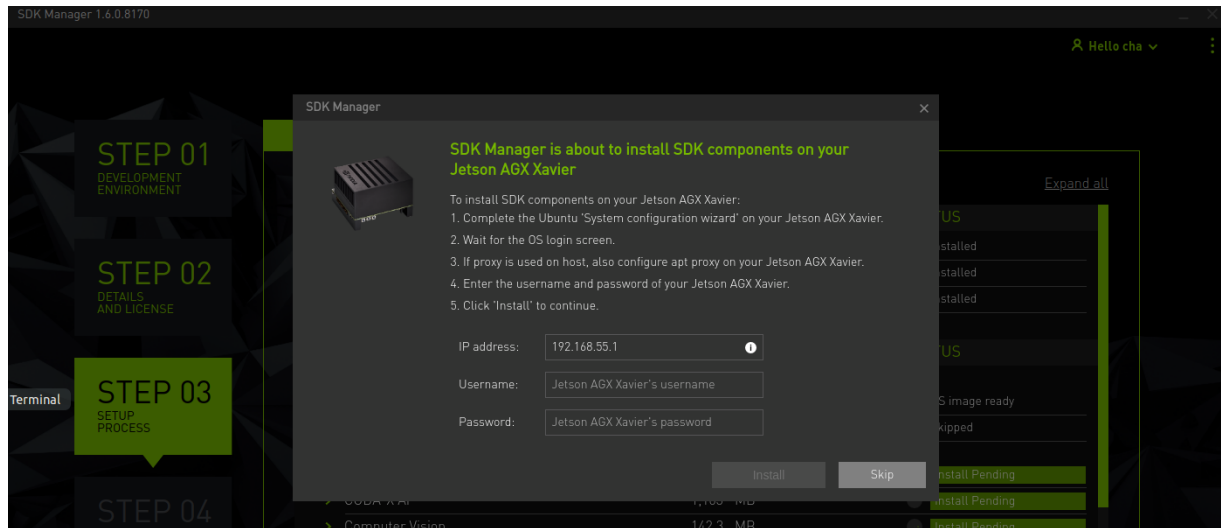 SDK Manager 1.6.0.8170
Hello cha
SDK Manager
SDK Manager is about to install SDK components on your
Jetson AGX Xavier
To install SDK components on your Jetson AGX Xavier:
1. Complete the Ubuntu 'System configuration wizard' on your Jetson AGX Xavier.
2. Wait for the OS login screen.
3. If proxy is used on host, also configure apt proxy on your Jetson AGX Xavier.
4. Enter the username and password of your Jetson AGX Xavier.
5. Click 'Install' to continue.
IP address: 192.168.55.1
Username: Jetson AGX Xavier's username
Password: Jetson AGX Xavier's password
Install Skip
STEP 01
DEVELOPMENT
ENVIRONMENT
STEP 02
DETAILS
AND LICENSE
STEP 03
SETUP
PROCESS
STEP 04
Terminal
Expand all
TUS
nstalled
nstalled
nstalled
TUS
S image ready
kipped
nstall Pending
nstall Pending
Computer Vision 142.3 MB
nstall Pending